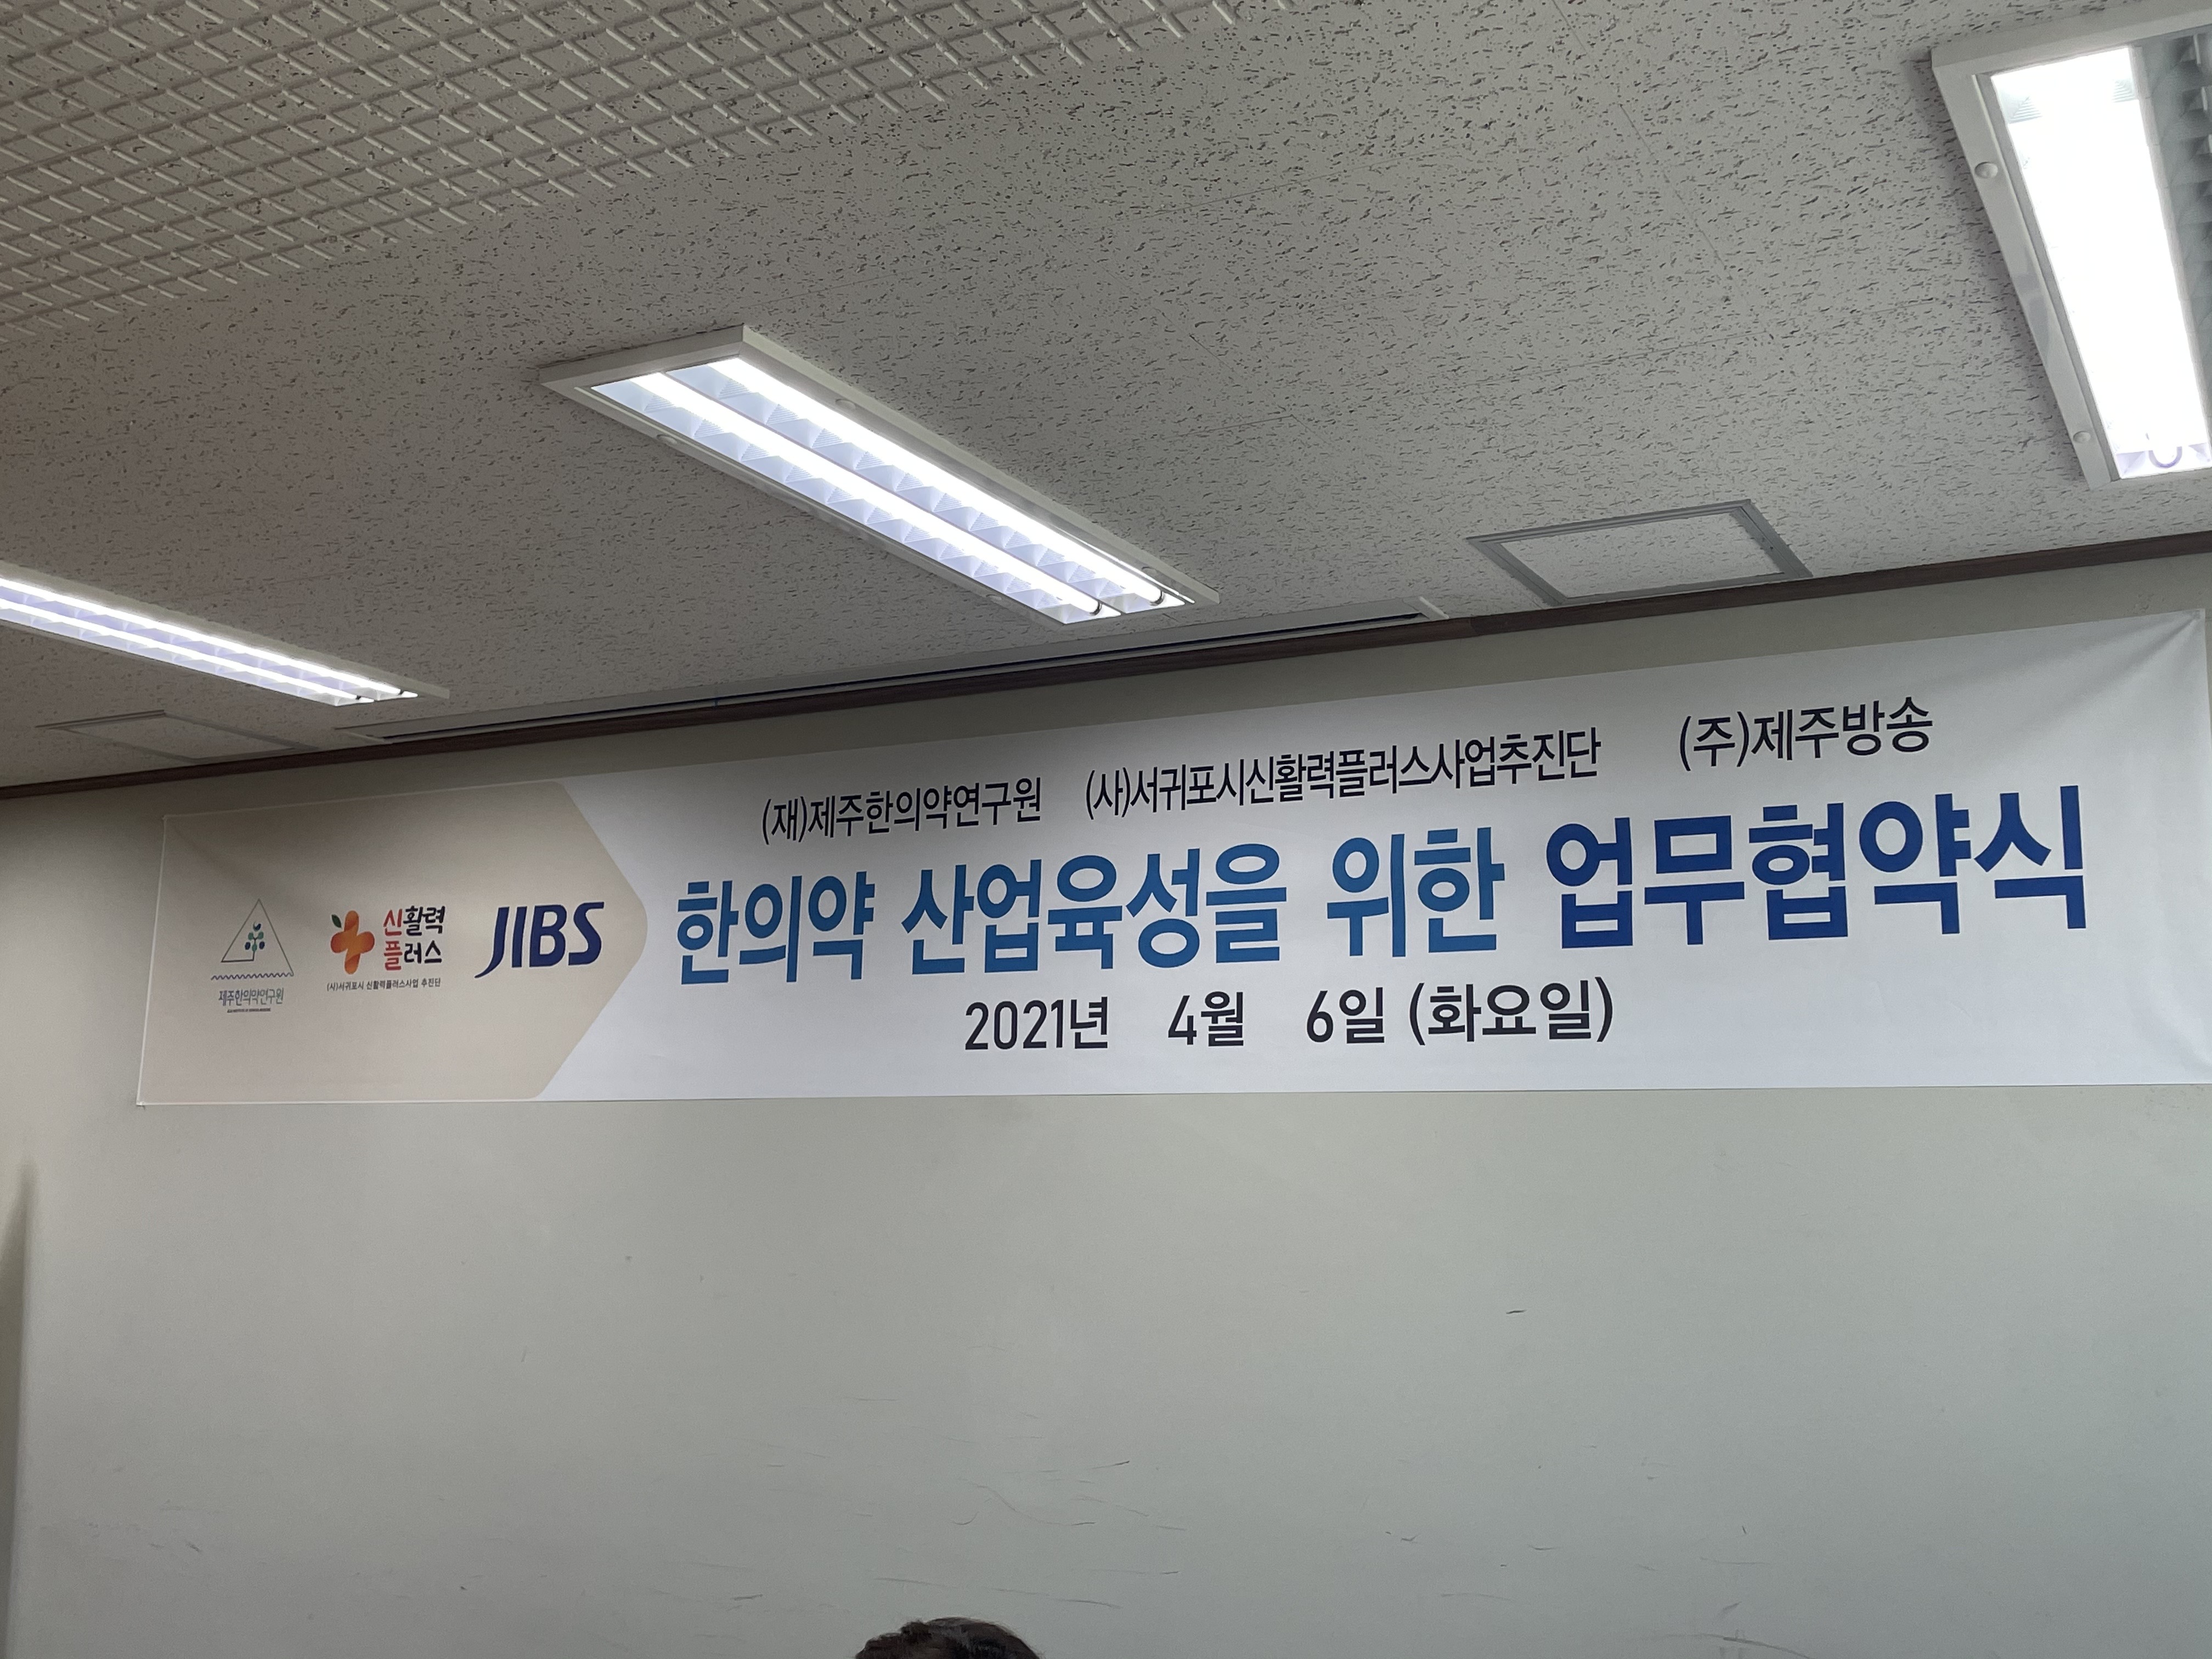 (재)제주한의약연구원 (사)서귀포시신활력플러스사업추진단 (주)제주방송
한의약 산업육성을 위한 업무협약식
2021년 4월 6일 (화요일)
제주한의약연구원
신활력
플러스
(사)서귀포시 신활력플러스사업 추진단
JIBS